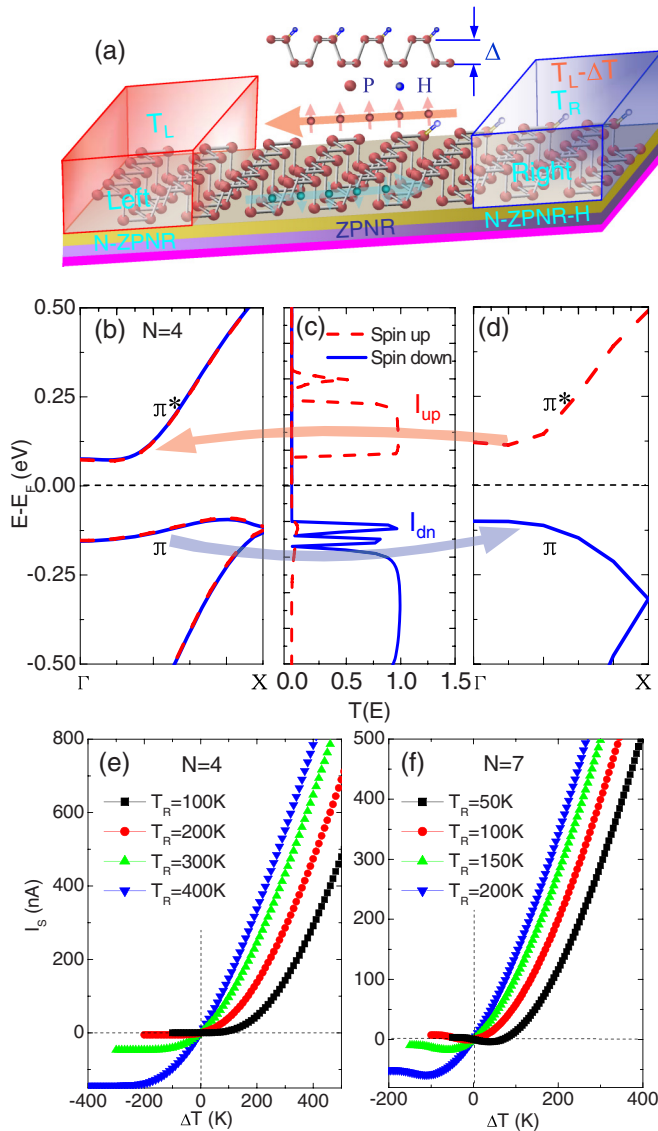 (a)
Δ
P H
T_L
T_L-ΔT
T_R
Left
Right
N-ZPNR
ZPNR
N-ZPNR-H
(b) N=4
(c)
(d)
Spin up
Spin down
I_up
I_dn
π*
π
π*
π
E-E_F (eV)
0.50
0.25
0.00
-0.25
-0.50
Γ X
0.0 0.5 1.0 1.5
T(E)
Γ X
(e) N=4
T_R=100K
T_R=200K
T_R=300K
T_R=400K
I_S (nA)
800
600
400
200
0
-400 -200 0 200 400
ΔT (K)
(f) N=7
T_R=50K
T_R=100K
T_R=150K
T_R=200K
500
400
300
200
100
0
-200 0 200 400
ΔT (K)